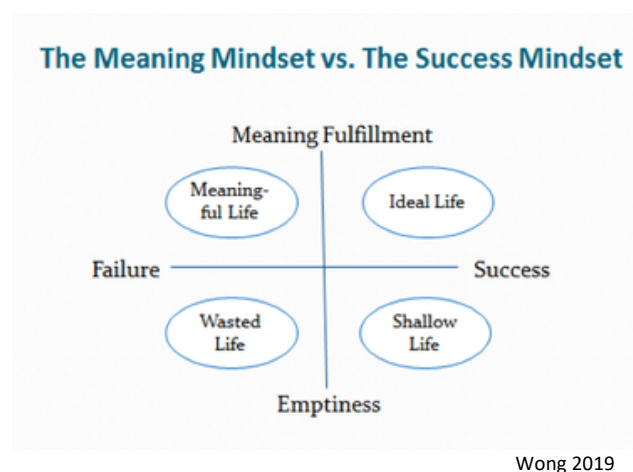 The Meaning Mindset vs. The Success Mindset
Meaning Fulfillment
Meaning-
ful Life
Ideal Life
Failure
Success
Wasted
Life
Shallow
Life
Emptiness
Wong 2019